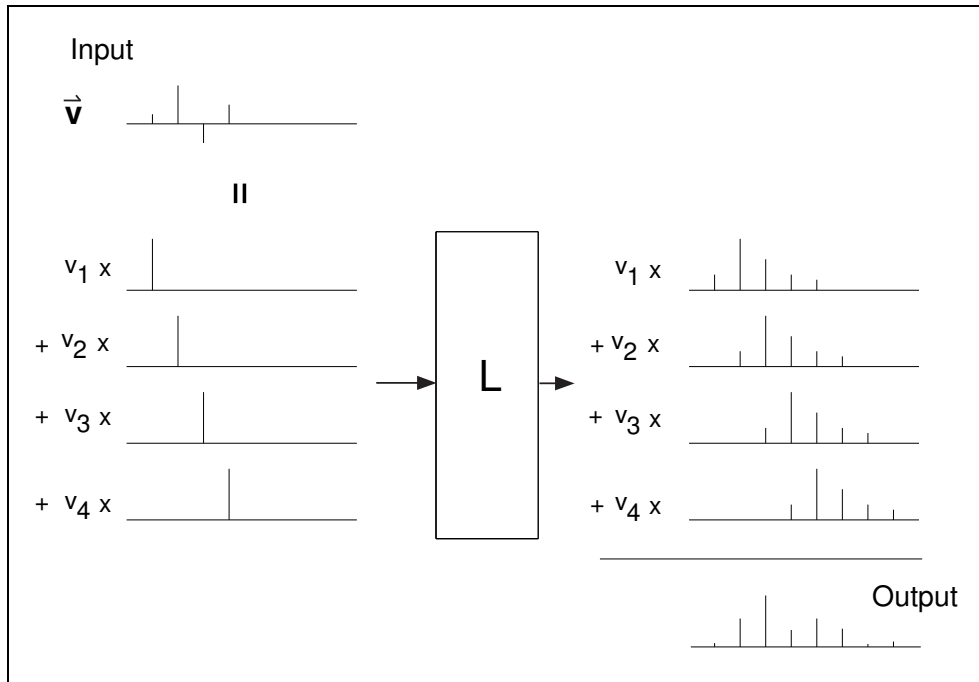 Input
v⃗
=
v1 x
+ v2 x
+ v3 x
+ v4 x
L
v1 x
+ v2 x
+ v3 x
+ v4 x
Output